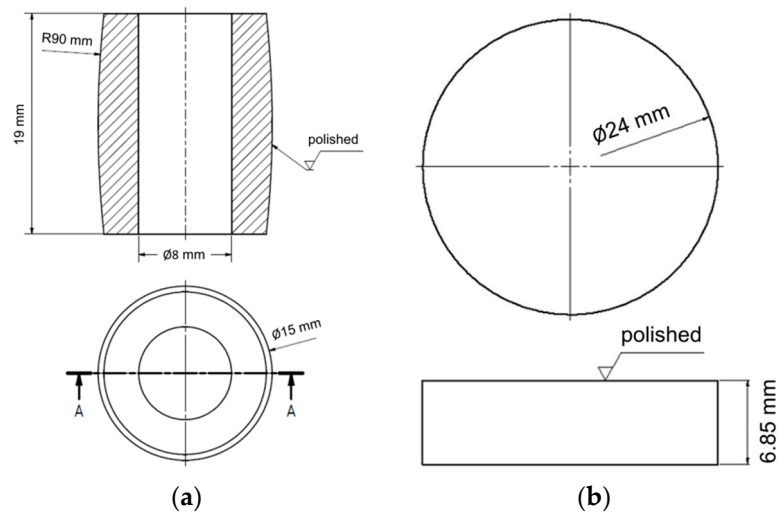 R90 mm
19 mm
polished
Ø8 mm
Ø15 mm
A A
(a)
Ø24 mm
polished
6.85 mm
(b)